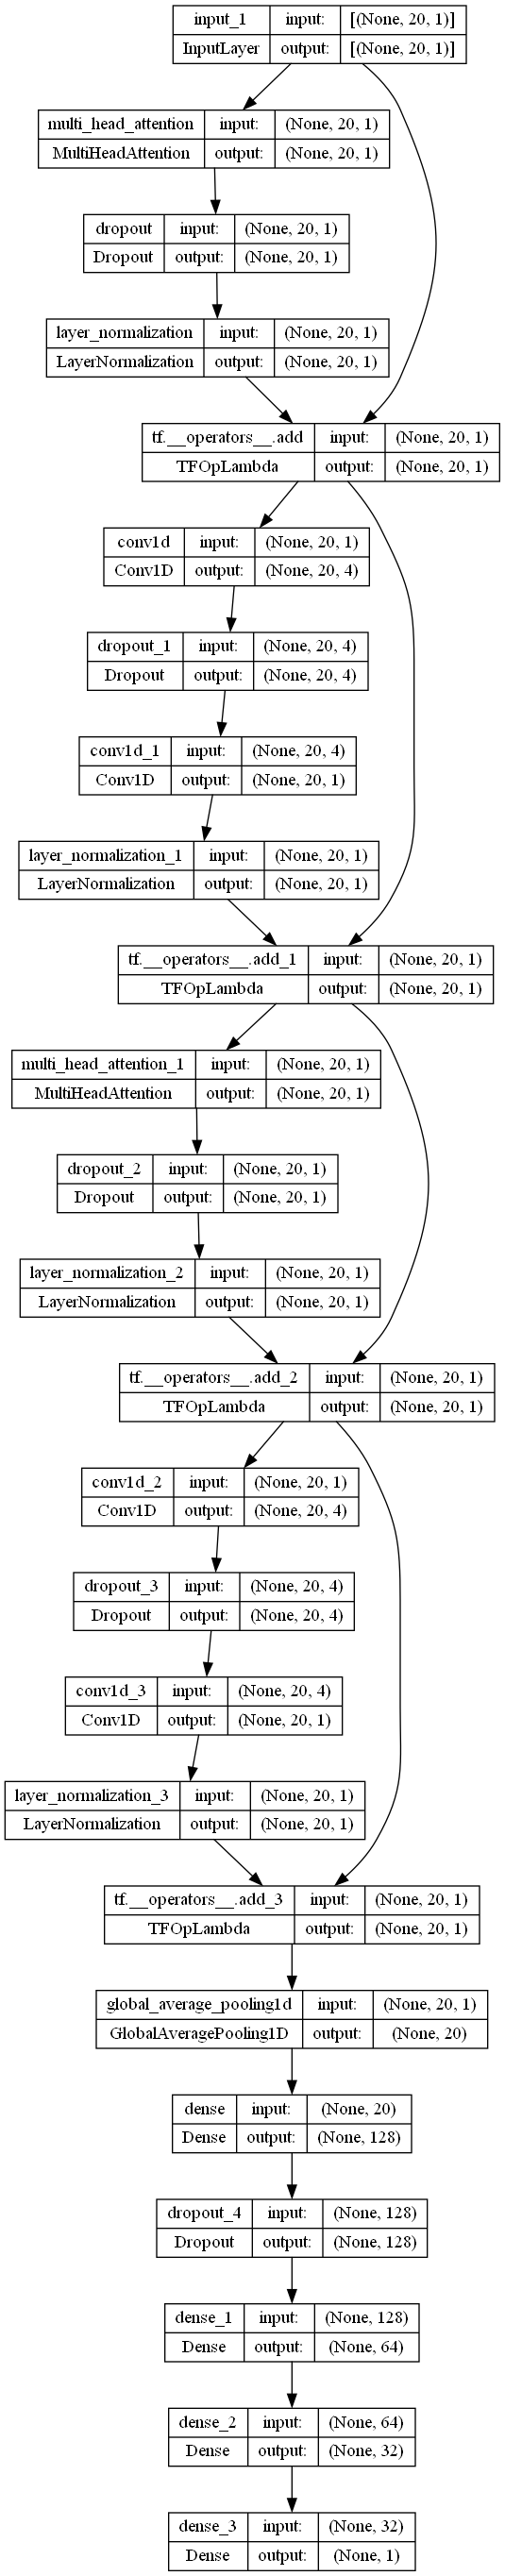 input_1 input: [(None, 20, 1)]
InputLayer output: [(None, 20, 1)]
multi_head_attention input: (None, 20, 1)
MultiHeadAttention output: (None, 20, 1)
dropout input: (None, 20, 1)
Dropout output: (None, 20, 1)
layer_normalization input: (None, 20, 1)
LayerNormalization output: (None, 20, 1)
tf.__operators__.add input: (None, 20, 1)
TFOpLambda output: (None, 20, 1)
conv1d input: (None, 20, 1)
Conv1D output: (None, 20, 4)
dropout_1 input: (None, 20, 4)
Dropout output: (None, 20, 4)
conv1d_1 input: (None, 20, 4)
Conv1D output: (None, 20, 1)
layer_normalization_1 input: (None, 20, 1)
LayerNormalization output: (None, 20, 1)
tf.__operators__.add_1 input: (None, 20, 1)
TFOpLambda output: (None, 20, 1)
multi_head_attention_1 input: (None, 20, 1)
MultiHeadAttention output: (None, 20, 1)
dropout_2 input: (None, 20, 1)
Dropout output: (None, 20, 1)
layer_normalization_2 input: (None, 20, 1)
LayerNormalization output: (None, 20, 1)
tf.__operators__.add_2 input: (None, 20, 1)
TFOpLambda output: (None, 20, 1)
conv1d_2 input: (None, 20, 1)
Conv1D output: (None, 20, 4)
dropout_3 input: (None, 20, 4)
Dropout output: (None, 20, 4)
conv1d_3 input: (None, 20, 4)
Conv1D output: (None, 20, 1)
layer_normalization_3 input: (None, 20, 1)
LayerNormalization output: (None, 20, 1)
tf.__operators__.add_3 input: (None, 20, 1)
TFOpLambda output: (None, 20, 1)
global_average_pooling1d input: (None, 20, 1)
GlobalAveragePooling1D output: (None, 20)
dense input: (None, 20)
Dense output: (None, 128)
dropout_4 input: (None, 128)
Dropout output: (None, 128)
dense_1 input: (None, 128)
Dense output: (None, 64)
dense_2 input: (None, 64)
Dense output: (None, 32)
dense_3 input: (None, 32)
Dense output: (None, 1)